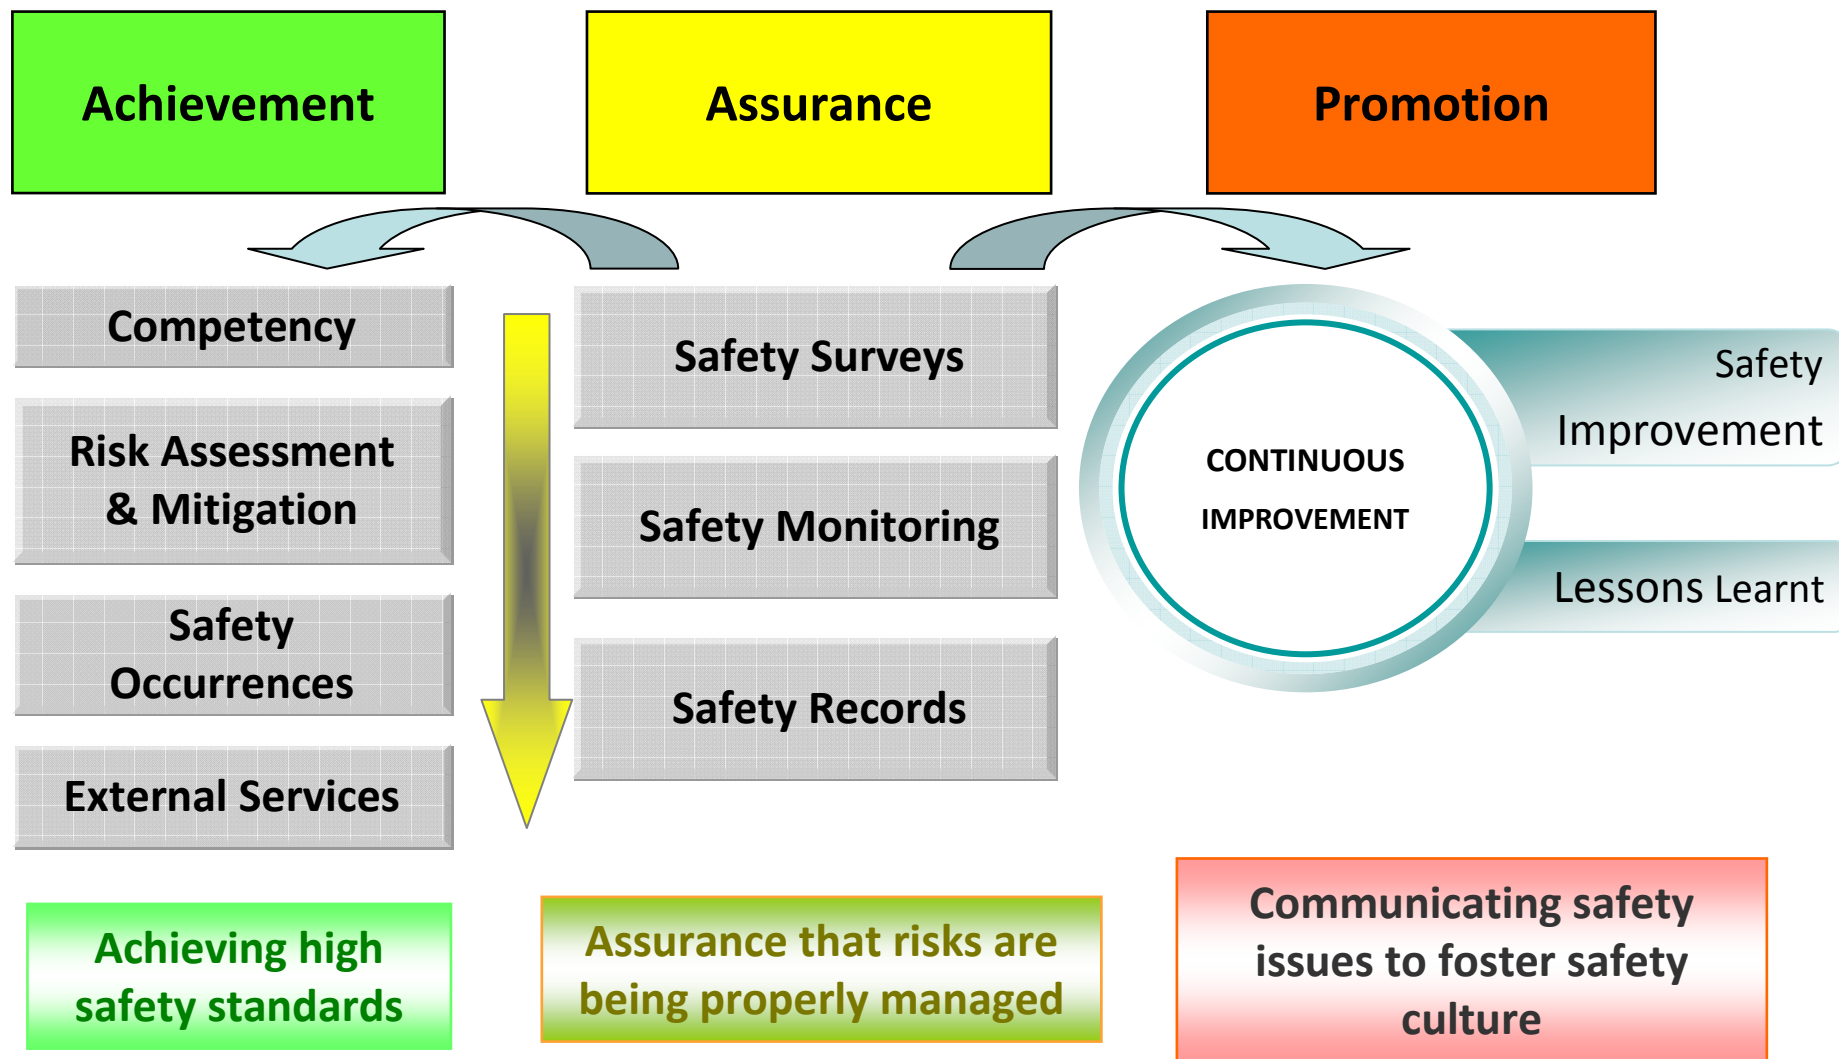 Achievement
Assurance
Promotion
Competency
Risk Assessment
& Mitigation
Safety
Occurrences
External Services
Safety Surveys
Safety Monitoring
Safety Records
CONTINUOUS
IMPROVEMENT
Safety
Improvement
Lessons Learnt
Achieving high
safety standards
Assurance that risks are
being properly managed
Communicating safety
issues to foster safety
culture